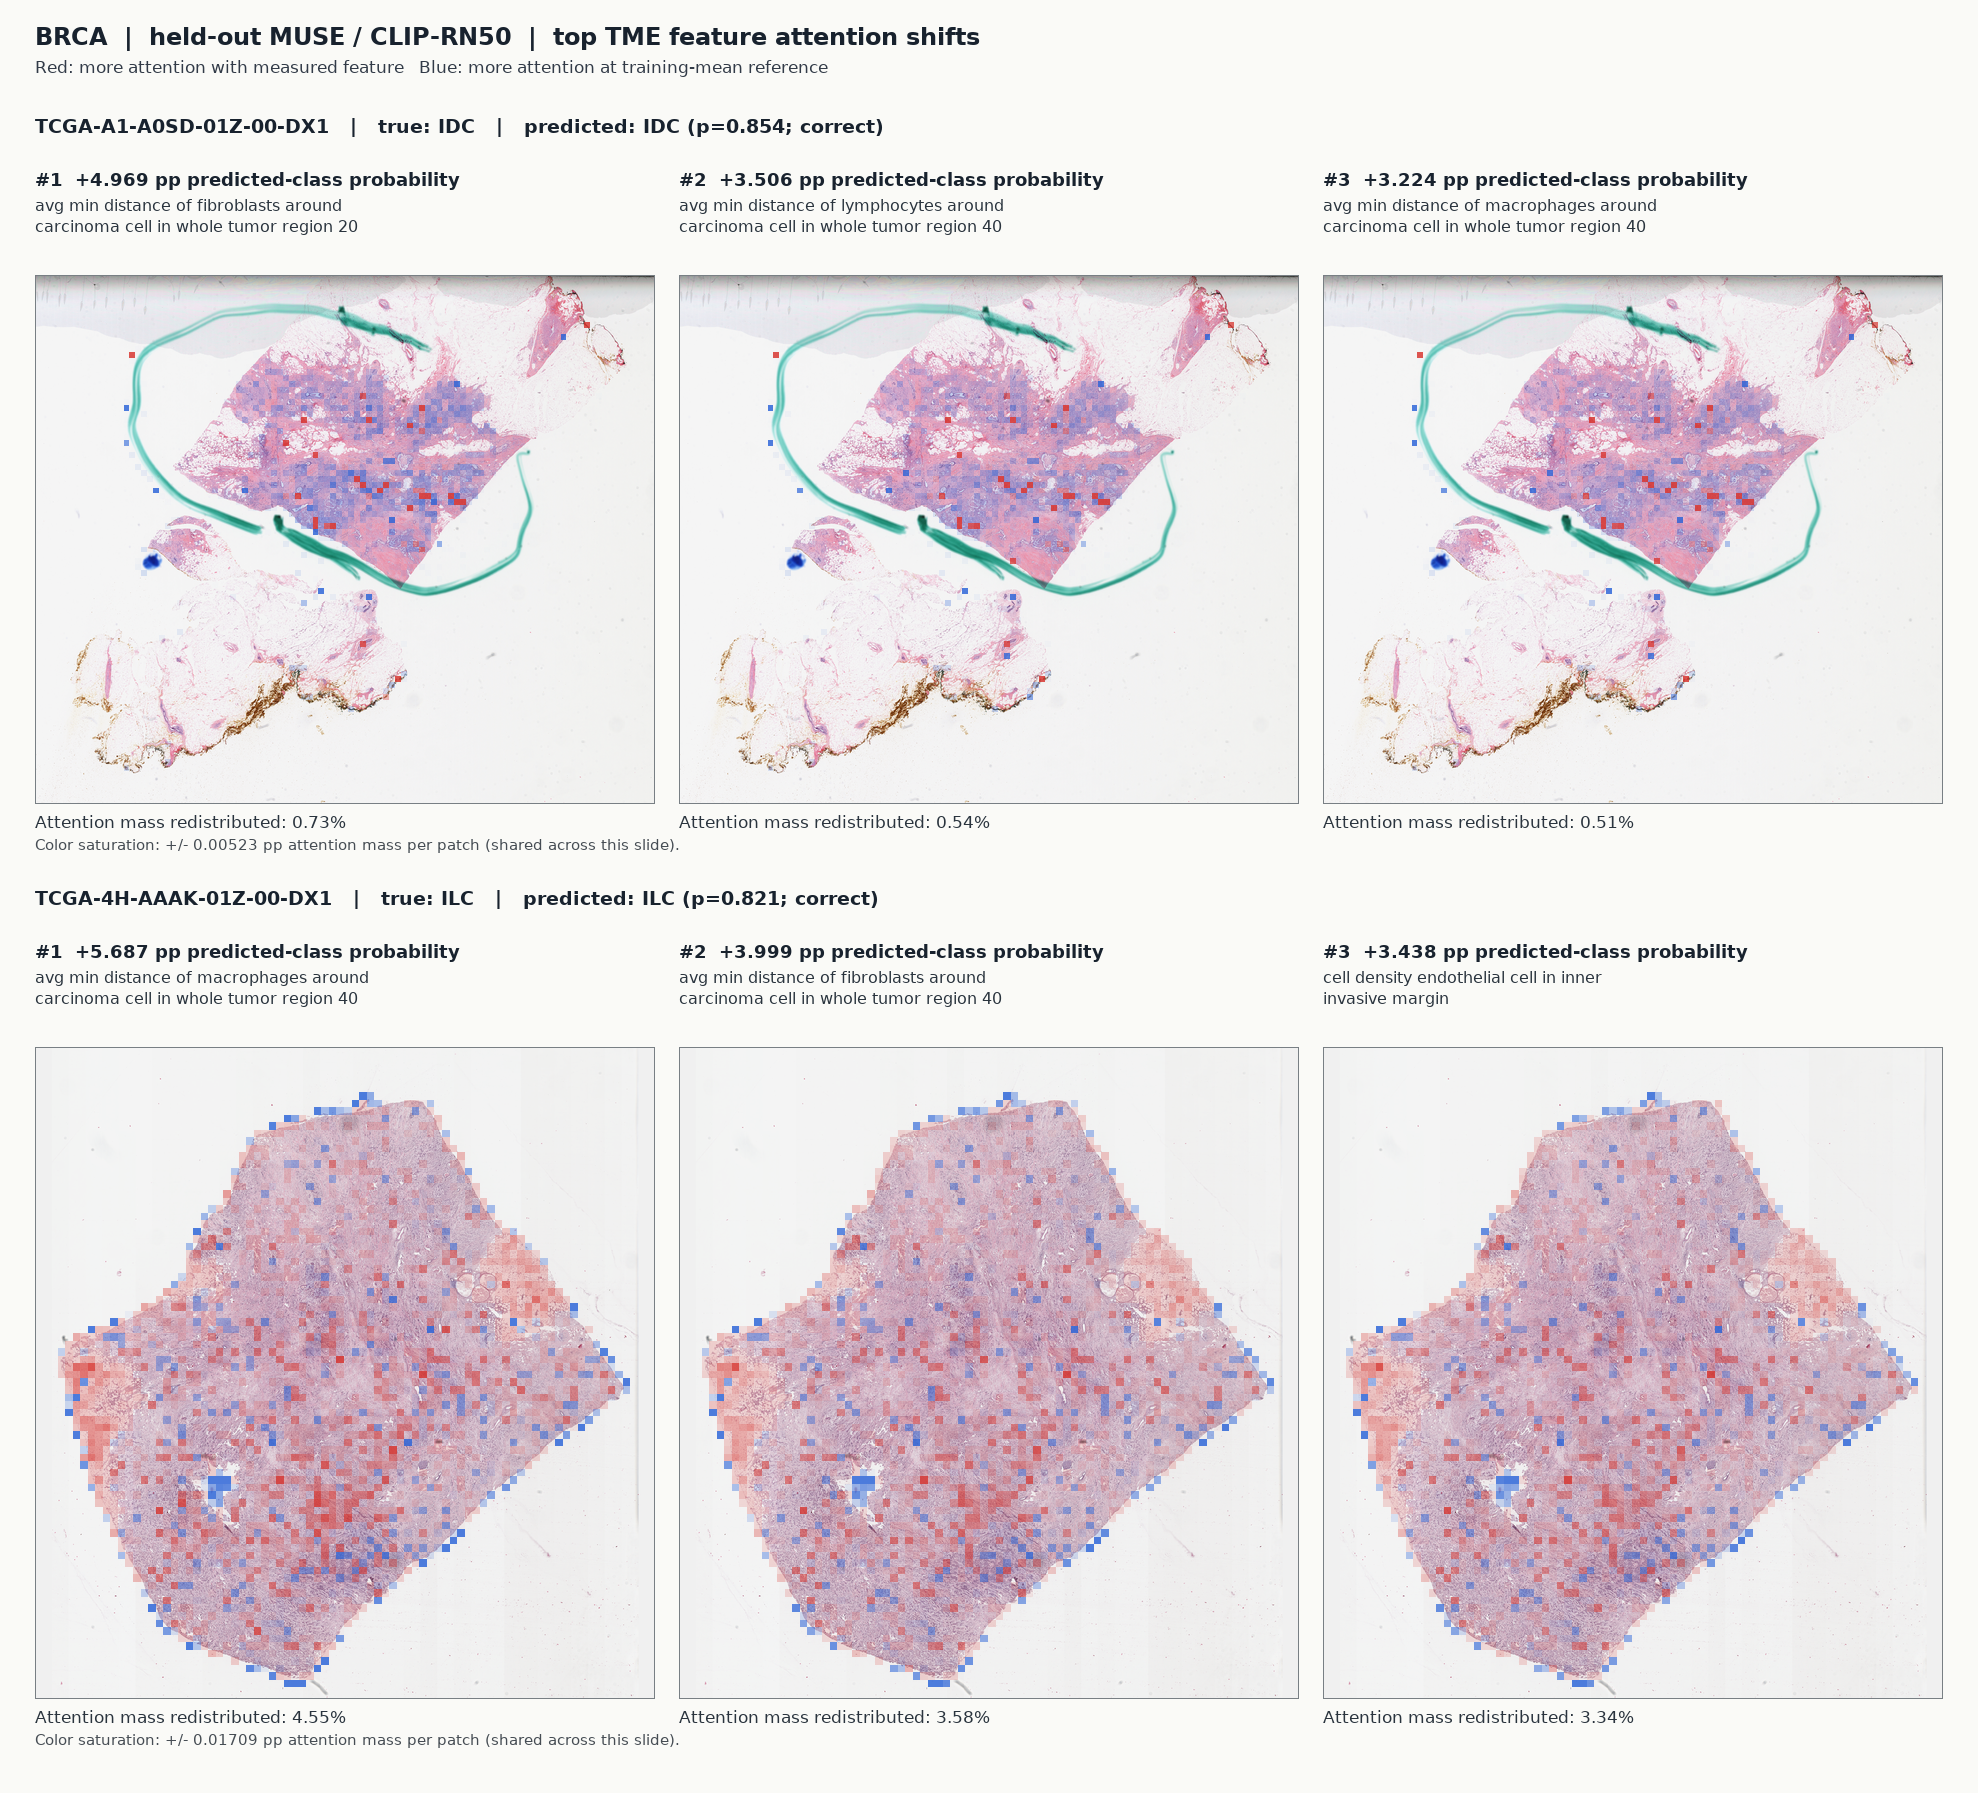 BRCA | held-out MUSE / CLIP-RN50 | top TME feature attention shifts
Red: more attention with measured feature Blue: more attention at training-mean reference
TCGA-A1-A0SD-01Z-00-DX1 | true: IDC | predicted: IDC (p=0.854; correct)
#1 +4.969 pp predicted-class probability
avg min distance of fibroblasts around
carcinoma cell in whole tumor region 20
#2 +3.506 pp predicted-class probability
avg min distance of lymphocytes around
carcinoma cell in whole tumor region 40
#3 +3.224 pp predicted-class probability
avg min distance of macrophages around
carcinoma cell in whole tumor region 40
Attention mass redistributed: 0.73%
Attention mass redistributed: 0.54%
Attention mass redistributed: 0.51%
Color saturation: +/- 0.00523 pp attention mass per patch (shared across this slide).
TCGA-4H-AAAK-01Z-00-DX1 | true: ILC | predicted: ILC (p=0.821; correct)
#1 +5.687 pp predicted-class probability
avg min distance of macrophages around
carcinoma cell in whole tumor region 40
#2 +3.999 pp predicted-class probability
avg min distance of fibroblasts around
carcinoma cell in whole tumor region 40
#3 +3.438 pp predicted-class probability
cell density endothelial cell in inner
invasive margin
Attention mass redistributed: 4.55%
Attention mass redistributed: 3.58%
Attention mass redistributed: 3.34%
Color saturation: +/- 0.01709 pp attention mass per patch (shared across this slide).